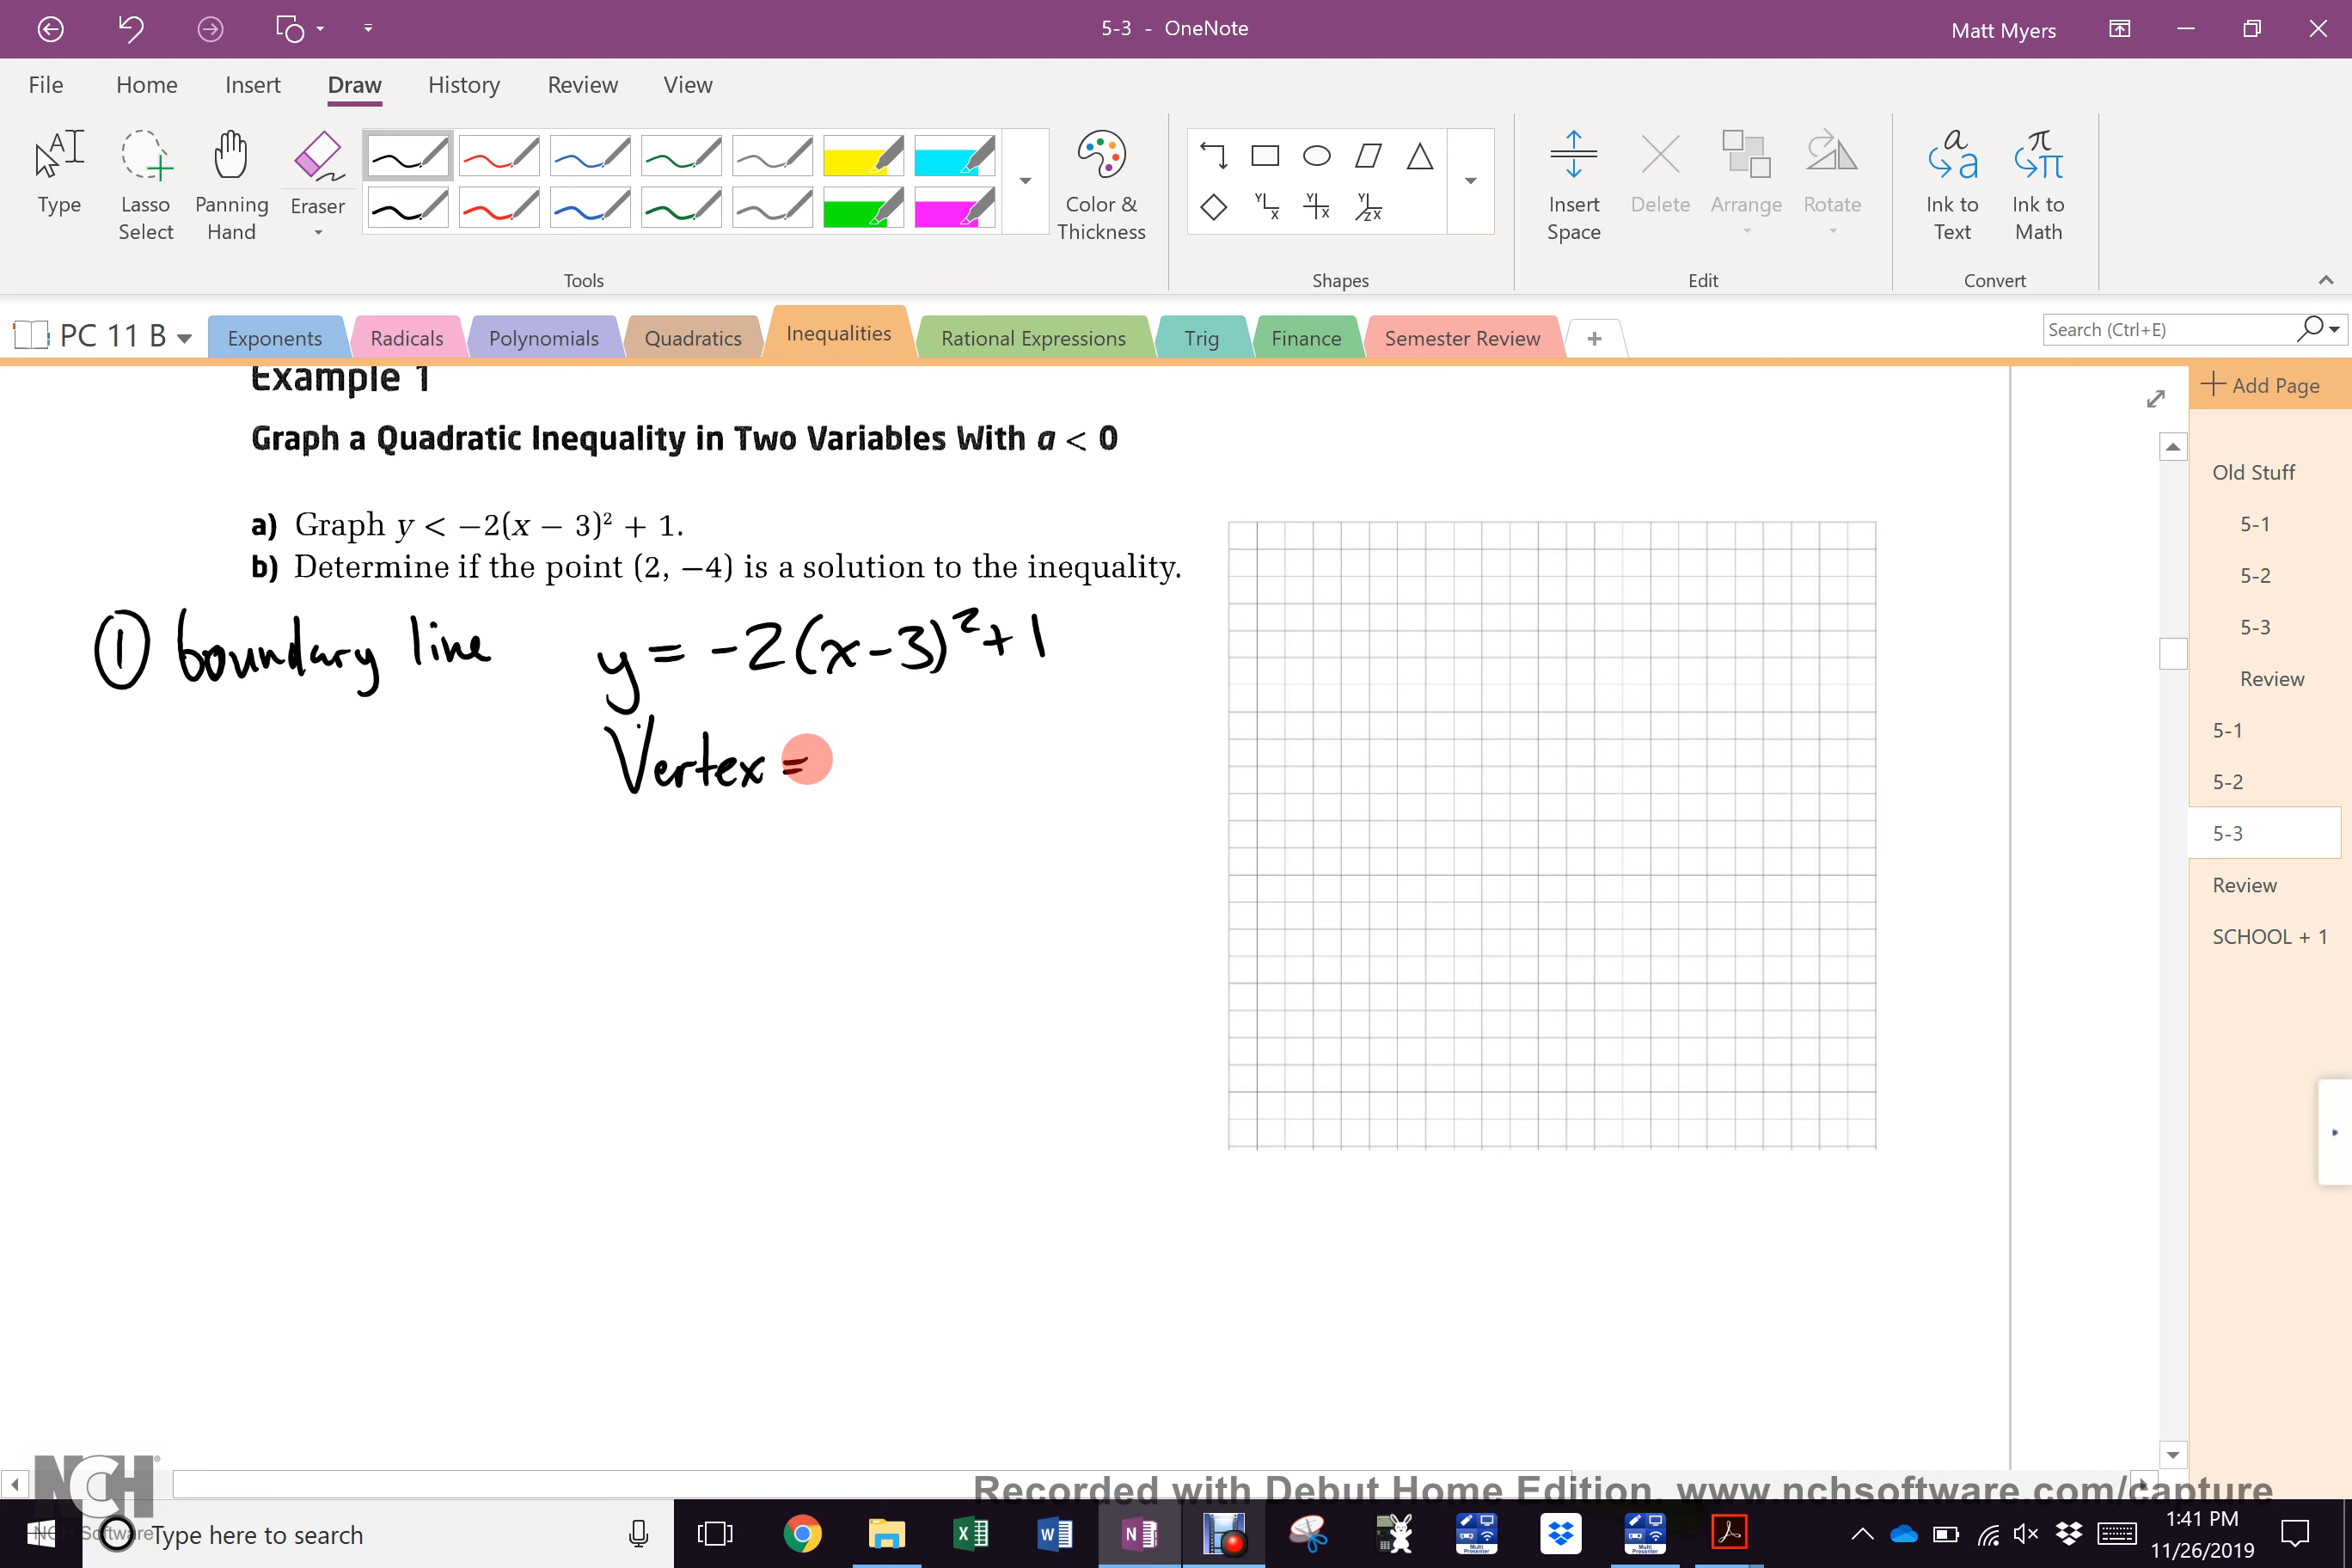 5-3 - OneNote
Matt Myers
File Home Insert Draw History Review View
Type
Lasso Select
Panning Hand
Eraser
Color & Thickness
Insert Space
Delete
Arrange
Rotate
Ink to Text
Ink to Math
Tools
Shapes
Edit
Convert
PC 11 B
Exponents
Radicals
Polynomials
Quadratics
Inequalities
Rational Expressions
Trig
Finance
Semester Review
Search (Ctrl+E)
Add Page
Old Stuff
5-1
5-2
5-3
Review
5-1
5-2
5-3
Review
SCHOOL + 1
Example 1
Graph a Quadratic Inequality in Two Variables With a < 0
a) Graph y < −2(x − 3)² + 1.
b) Determine if the point (2, −4) is a solution to the inequality.
① boundary line y = -2(x-3)²+1
Vertex =
NCH®
NCH Software
Recorded with Debut Home Edition. www.nchsoftware.com/capture
Type here to search
1:41 PM
11/26/2019